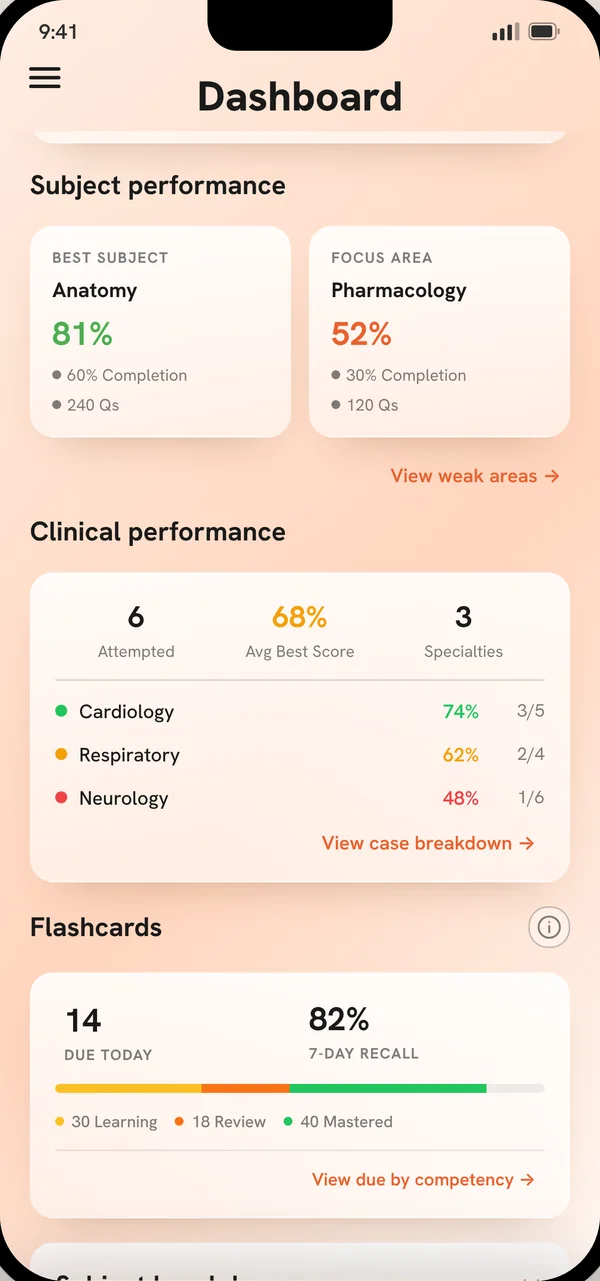 9:41
Dashboard
Subject performance
BEST SUBJECT
Anatomy
81%
60% Completion
240 Qs
FOCUS AREA
Pharmacology
52%
30% Completion
120 Qs
View weak areas →
Clinical performance
6
Attempted
68%
Avg Best Score
3
Specialties
Cardiology 74% 3/5
Respiratory 62% 2/4
Neurology 48% 1/6
View case breakdown →
Flashcards
14
DUE TODAY
82%
7-DAY RECALL
30 Learning 18 Review 40 Mastered
View due by competency →